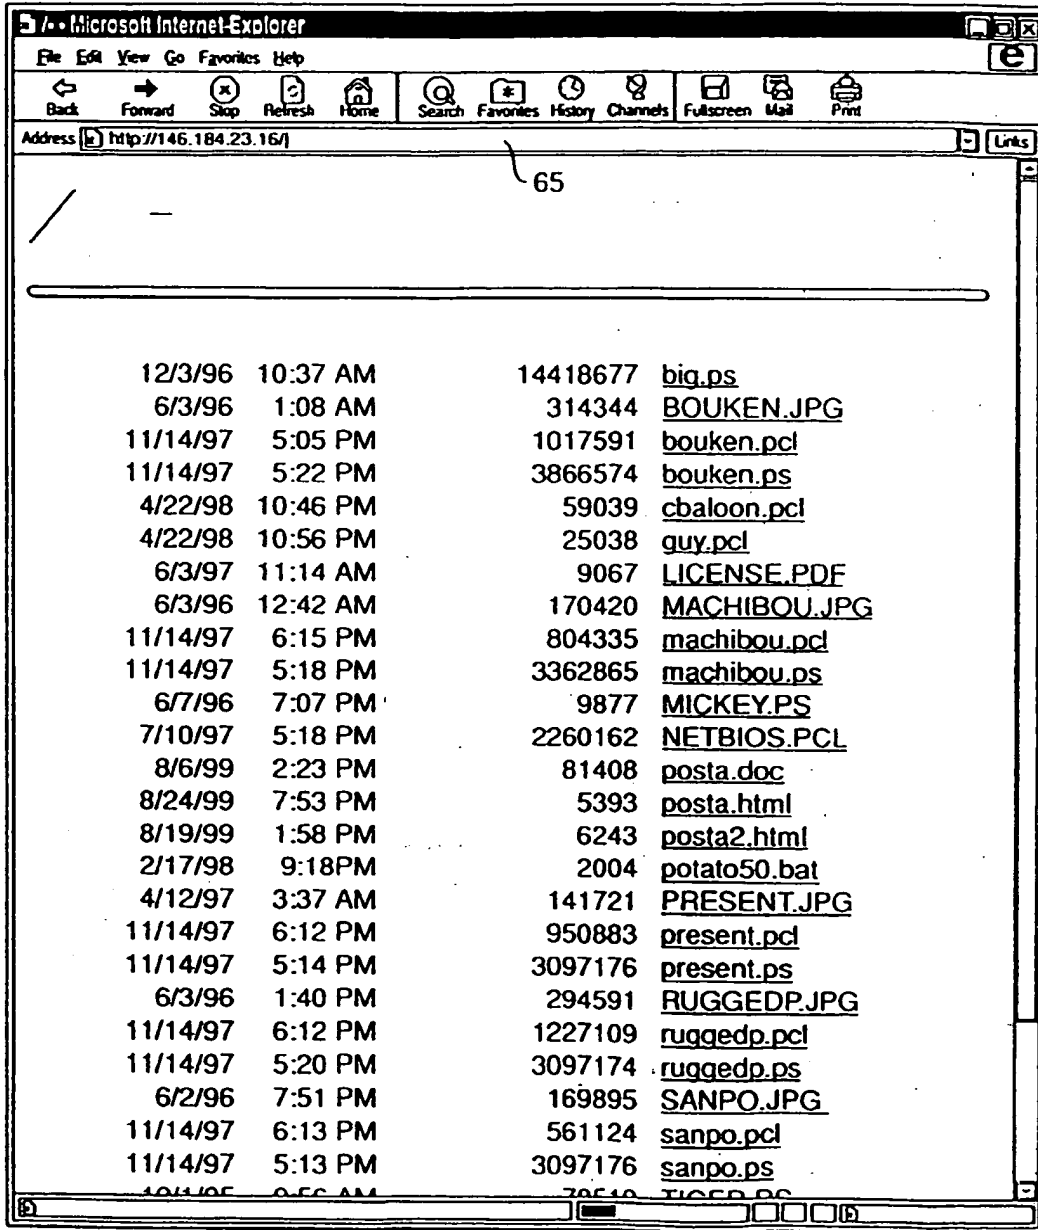 / - - Microsoft Internet-Explorer
File Edit View Go Favorites Help
Back Forward Stop Refresh Home Search Favorites History Channels Fullscreen Mail Print
Address http://146.184.23.16/ Links
65
/ —
12/3/96 10:37 AM 14418677 big.ps
6/3/96 1:08 AM 314344 BOUKEN.JPG
11/14/97 5:05 PM 1017591 bouken.pcl
11/14/97 5:22 PM 3866574 bouken.ps
4/22/98 10:46 PM 59039 cbaloon.pcl
4/22/98 10:56 PM 25038 guy.pcl
6/3/97 11:14 AM 9067 LICENSE.PDF
6/3/96 12:42 AM 170420 MACHIBOU.JPG
11/14/97 6:15 PM 804335 machibou.pcl
11/14/97 5:18 PM 3362865 machibou.ps
6/7/96 7:07 PM 9877 MICKEY.PS
7/10/97 5:18 PM 2260162 NETBIOS.PCL
8/6/99 2:23 PM 81408 posta.doc
8/24/99 7:53 PM 5393 posta.html
8/19/99 1:58 PM 6243 posta2.html
2/17/98 9:18PM 2004 potato50.bat
4/12/97 3:37 AM 141721 PRESENT.JPG
11/14/97 6:12 PM 950883 present.pcl
11/14/97 5:14 PM 3097176 present.ps
6/3/96 1:40 PM 294591 RUGGEDP.JPG
11/14/97 6:12 PM 1227109 ruggedp.pcl
11/14/97 5:20 PM 3097174 ruggedp.ps
6/2/96 7:51 PM 169895 SANPO.JPG
11/14/97 6:13 PM 561124 sanpo.pcl
11/14/97 5:13 PM 3097176 sanpo.ps